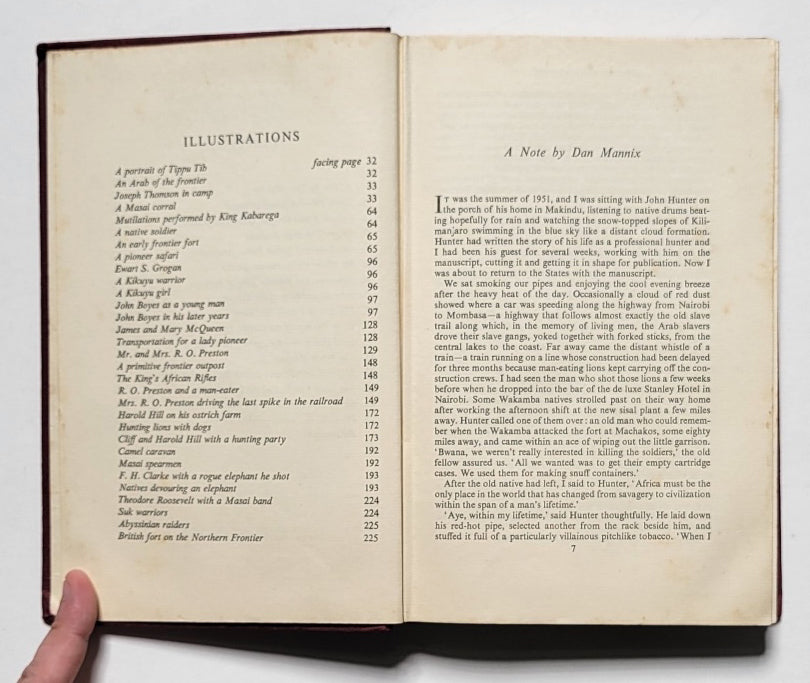 ILLUSTRATIONS
A portrait of Tippu Tib facing page 32
An Arab of the frontier 32
Joseph Thomson in camp 33
A Masai corral 33
Mutilations performed by King Kabarega 64
A native soldier 64
An early frontier fort 65
A pioneer safari 65
Ewart S. Grogan 96
A Kikuyu warrior 96
A Kikuyu girl 96
John Boyes as a young man 97
John Boyes in his later years 97
James and Mary McQueen 128
Transportation for a lady pioneer 128
Mr. and Mrs. R. O. Preston 129
A primitive frontier outpost 148
The King's African Rifles 148
R. O. Preston and a man-eater 149
Mrs. R. O. Preston driving the last spike in the railroad 149
Harold Hill on his ostrich farm 172
Hunting lions with dogs 172
Cliff and Harold Hill with a hunting party 173
Camel caravan 192
Masai spearmen 192
F. H. Clarke with a rogue elephant he shot 193
Natives devouring an elephant 193
Theodore Roosevelt with a Masai band 224
Suk warriors 224
Abyssinian raiders 225
British fort on the Northern Frontier 225
A Note by Dan Mannix
IT was the summer of 1951, and I was sitting with John Hunter on
the porch of his home in Makindu, listening to native drums beat-
ing hopefully for rain and watching the snow-topped slopes of Kili-
manjaro swimming in the blue sky like a distant cloud formation.
Hunter had written the story of his life as a professional hunter and
I had been his guest for several weeks, working with him on the
manuscript, cutting it and getting it in shape for publication. Now I
was about to return to the States with the manuscript.
We sat smoking our pipes and enjoying the cool evening breeze
after the heavy heat of the day. Occasionally a cloud of red dust
showed where a car was speeding along the highway from Nairobi
to Mombasa—a highway that follows almost exactly the old slave
trail along which, in the memory of living men, the Arab slavers
drove their slave gangs, yoked together with forked sticks, from the
central lakes to the coast. Far away came the distant whistle of a
train—a train running on a line whose construction had been delayed
for three months because man-eating lions kept carrying off the con-
struction crews. I had seen the man who shot those lions a few weeks
before when he dropped into the bar of the de luxe Stanley Hotel in
Nairobi. Some Wakamba natives strolled past on their way home
after working the afternoon shift at the new sisal plant a few miles
away. Hunter called one of them over: an old man who could remem-
ber when the Wakamba attacked the fort at Machakos, some eighty
miles away, and came within an ace of wiping out the little garrison.
'Bwana, we weren't really interested in killing the soldiers,' the old
fellow assured us. 'All we wanted was to get their empty cartridge
cases. We used them for making snuff containers.'
After the old native had left, I said to Hunter, 'Africa must be the
only place in the world that has changed from savagery to civilization
within the span of a man's lifetime.'
'Aye, within my lifetime,' said Hunter thoughtfully. He laid down
his red-hot pipe, selected another from the rack beside him, and
stuffed it full of a particularly villainous pitchlike tobacco. 'When I
7